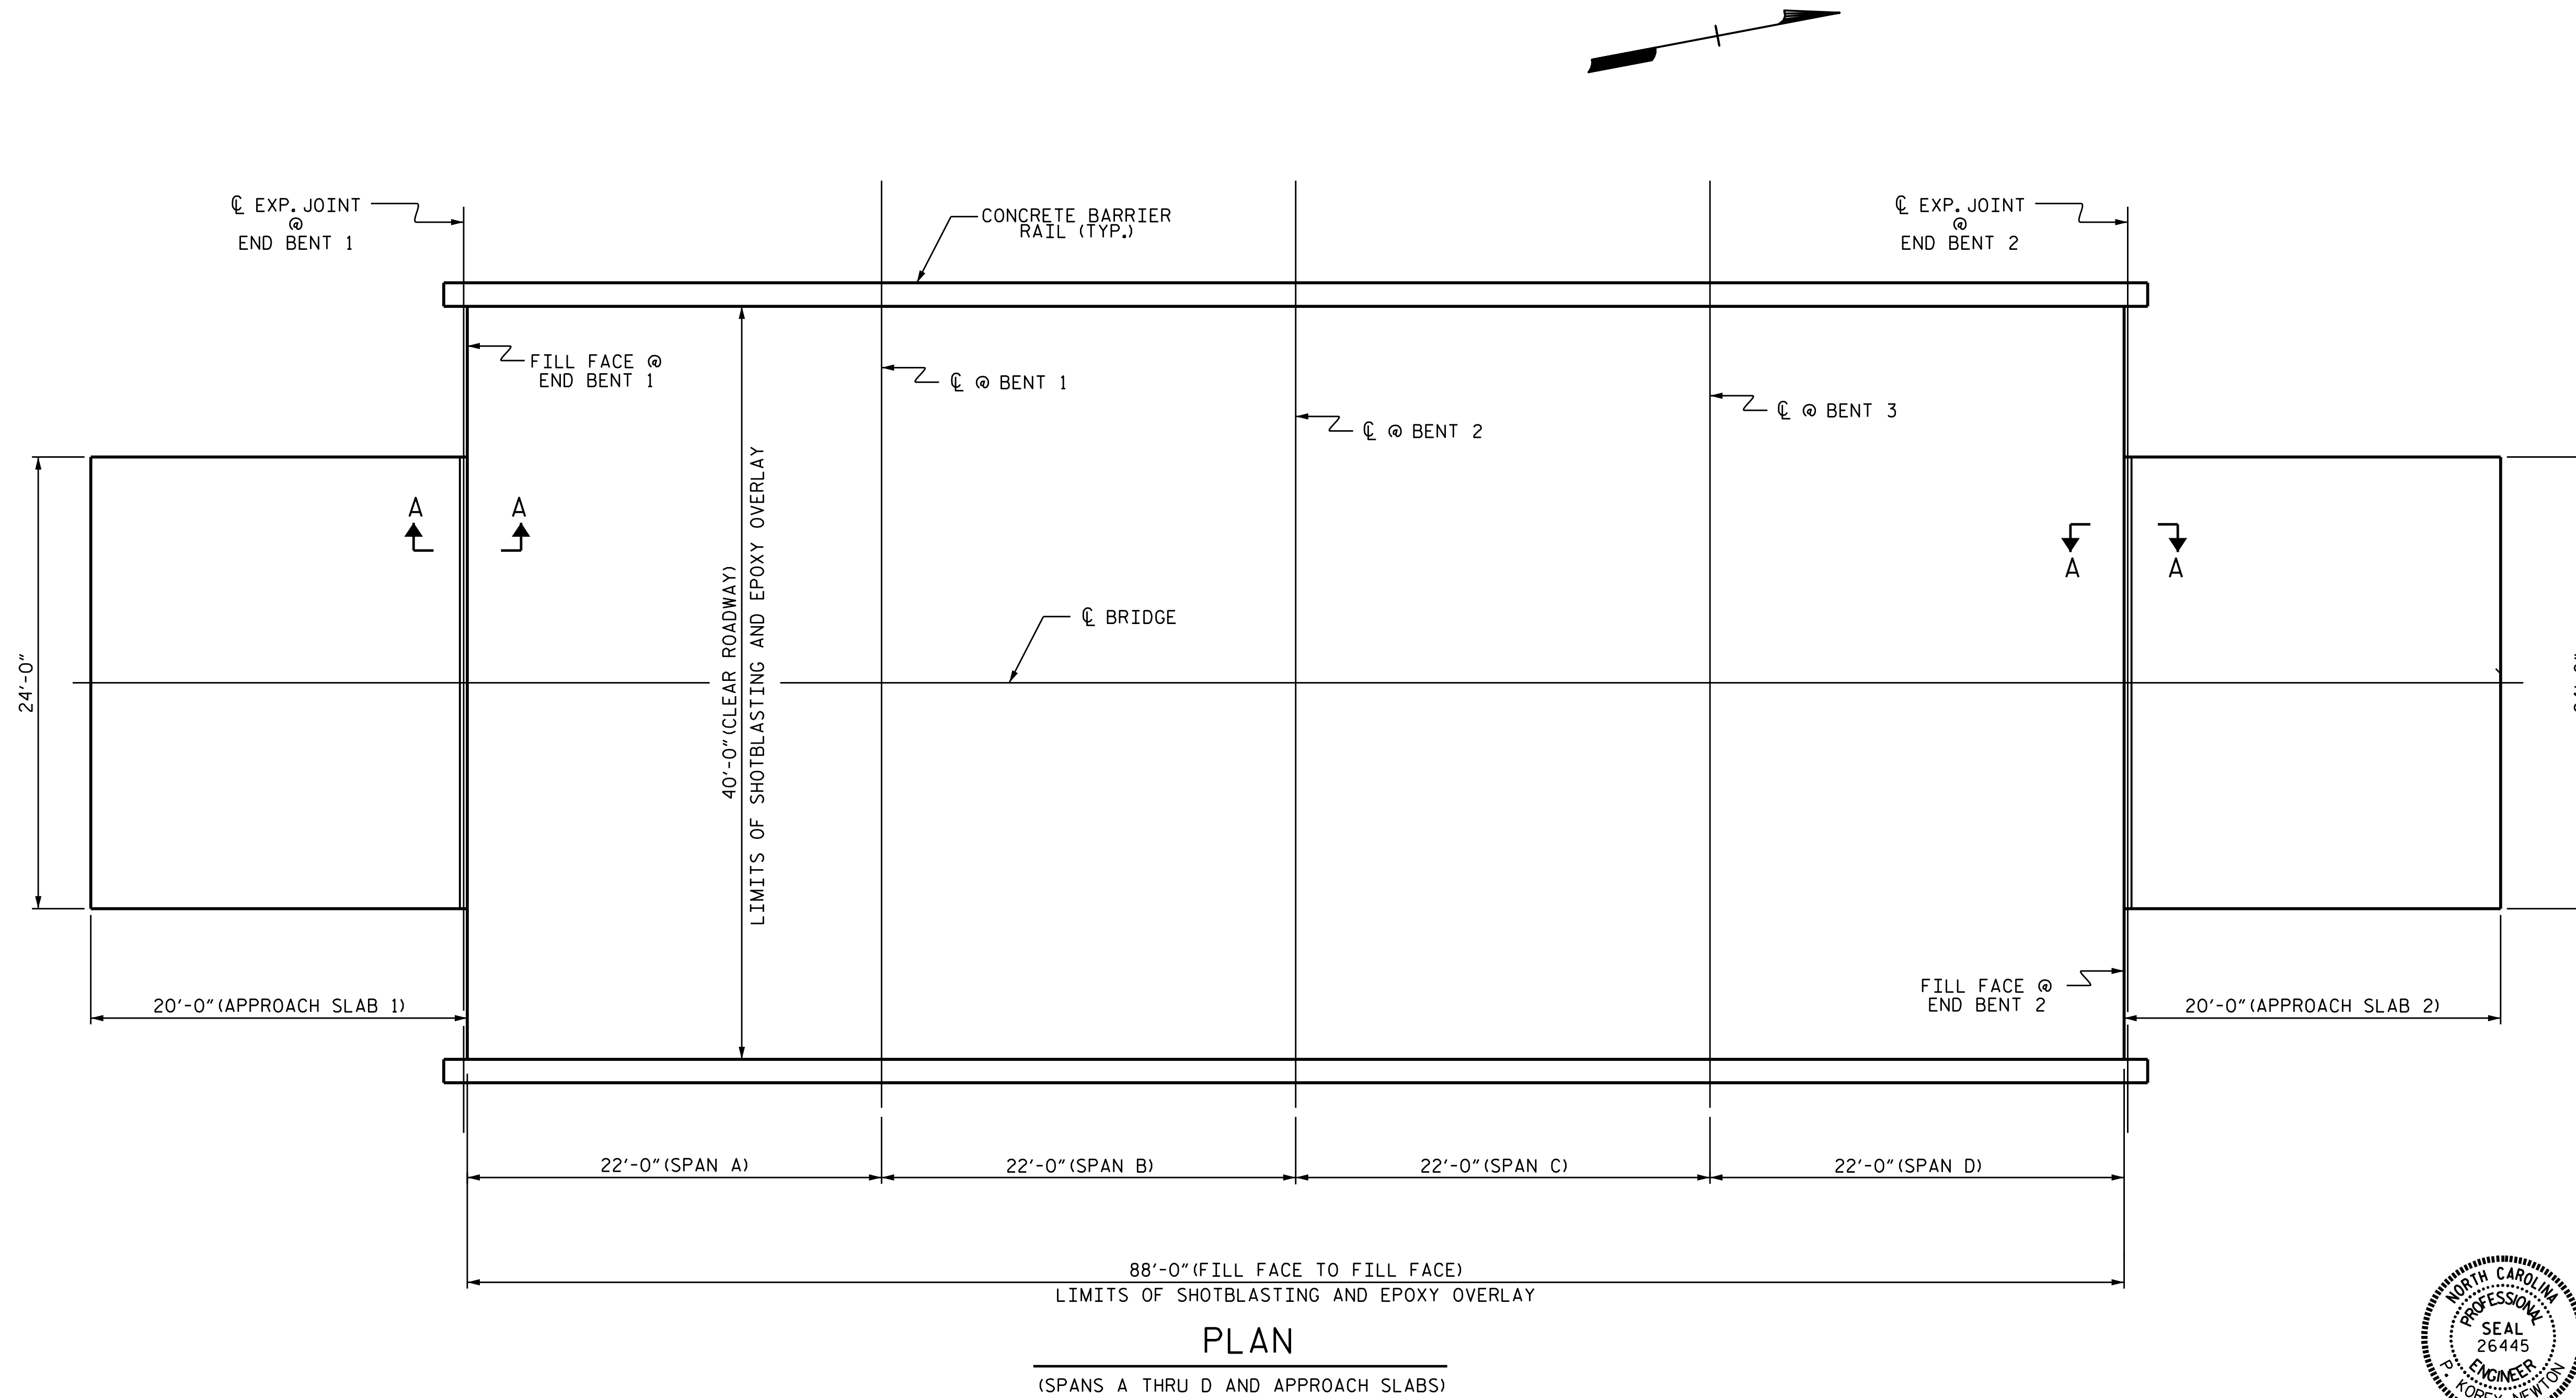 ℄ EXP. JOINT
@
END BENT 1
CONCRETE BARRIER
RAIL (TYP.)
℄ EXP. JOINT
@
END BENT 2
FILL FACE @
END BENT 1
℄ @ BENT 1
℄ @ BENT 2
℄ @ BENT 3
A
A
A
A
24'-0"
40'-0" (CLEAR ROADWAY)
LIMITS OF SHOTBLASTING AND EPOXY OVERLAY
℄ BRIDGE
FILL FACE @
END BENT 2
20'-0" (APPROACH SLAB 1)
20'-0" (APPROACH SLAB 2)
22'-0" (SPAN A)
22'-0" (SPAN B)
22'-0" (SPAN C)
22'-0" (SPAN D)
88'-0" (FILL FACE TO FILL FACE)
LIMITS OF SHOTBLASTING AND EPOXY OVERLAY
PLAN
(SPANS A THRU D AND APPROACH SLABS)
NORTH CAROLINA
PROFESSIONAL
SEAL
26445
ENGINEER
P. KOREY NEWTON